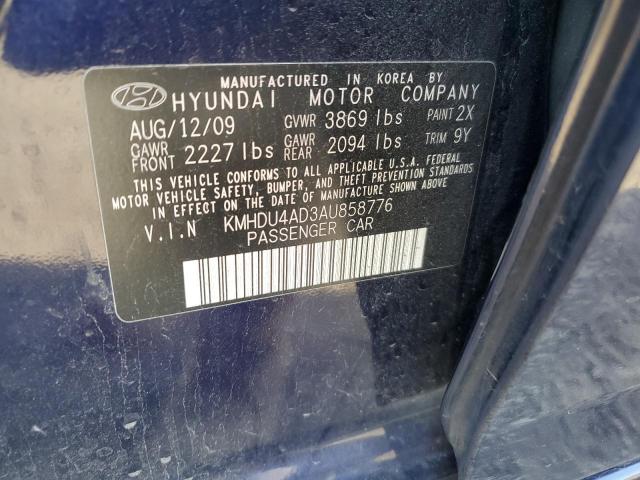 MANUFACTURED IN KOREA BY
HYUNDAI MOTOR COMPANY
AUG/12/09 GVWR 3869 lbs PAINT 2X
GAWR FRONT 2227 lbs GAWR REAR 2094 lbs TRIM 9Y
THIS VEHICLE CONFORMS TO ALL APPLICABLE U.S.A. FEDERAL
MOTOR VEHICLE SAFETY, BUMPER, AND THEFT PREVENTION STANDARDS
IN EFFECT ON THE DATE OF MANUFACTURE SHOWN ABOVE.
V.I.N KMHDU4AD3AU858776
PASSENGER CAR